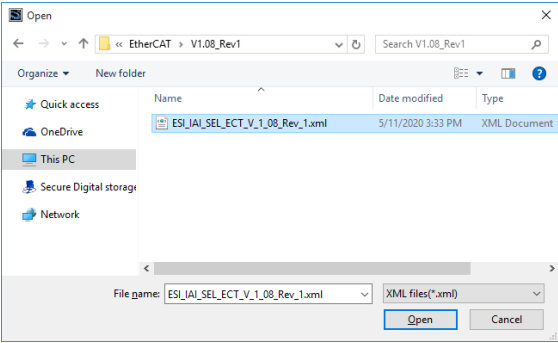 Open
« EtherCAT › V1.08_Rev1 Search V1.08_Rev1
Organize New folder
Name Date modified Type
Quick access
ESI_IAI_SEL_ECT_V_1_08_Rev_1.xml 5/11/2020 3:33 PM XML Document
OneDrive
This PC
Secure Digital storage
Network
File name: ESI_IAI_SEL_ECT_V_1_08_Rev_1.xml XML files(*.xml)
Open Cancel